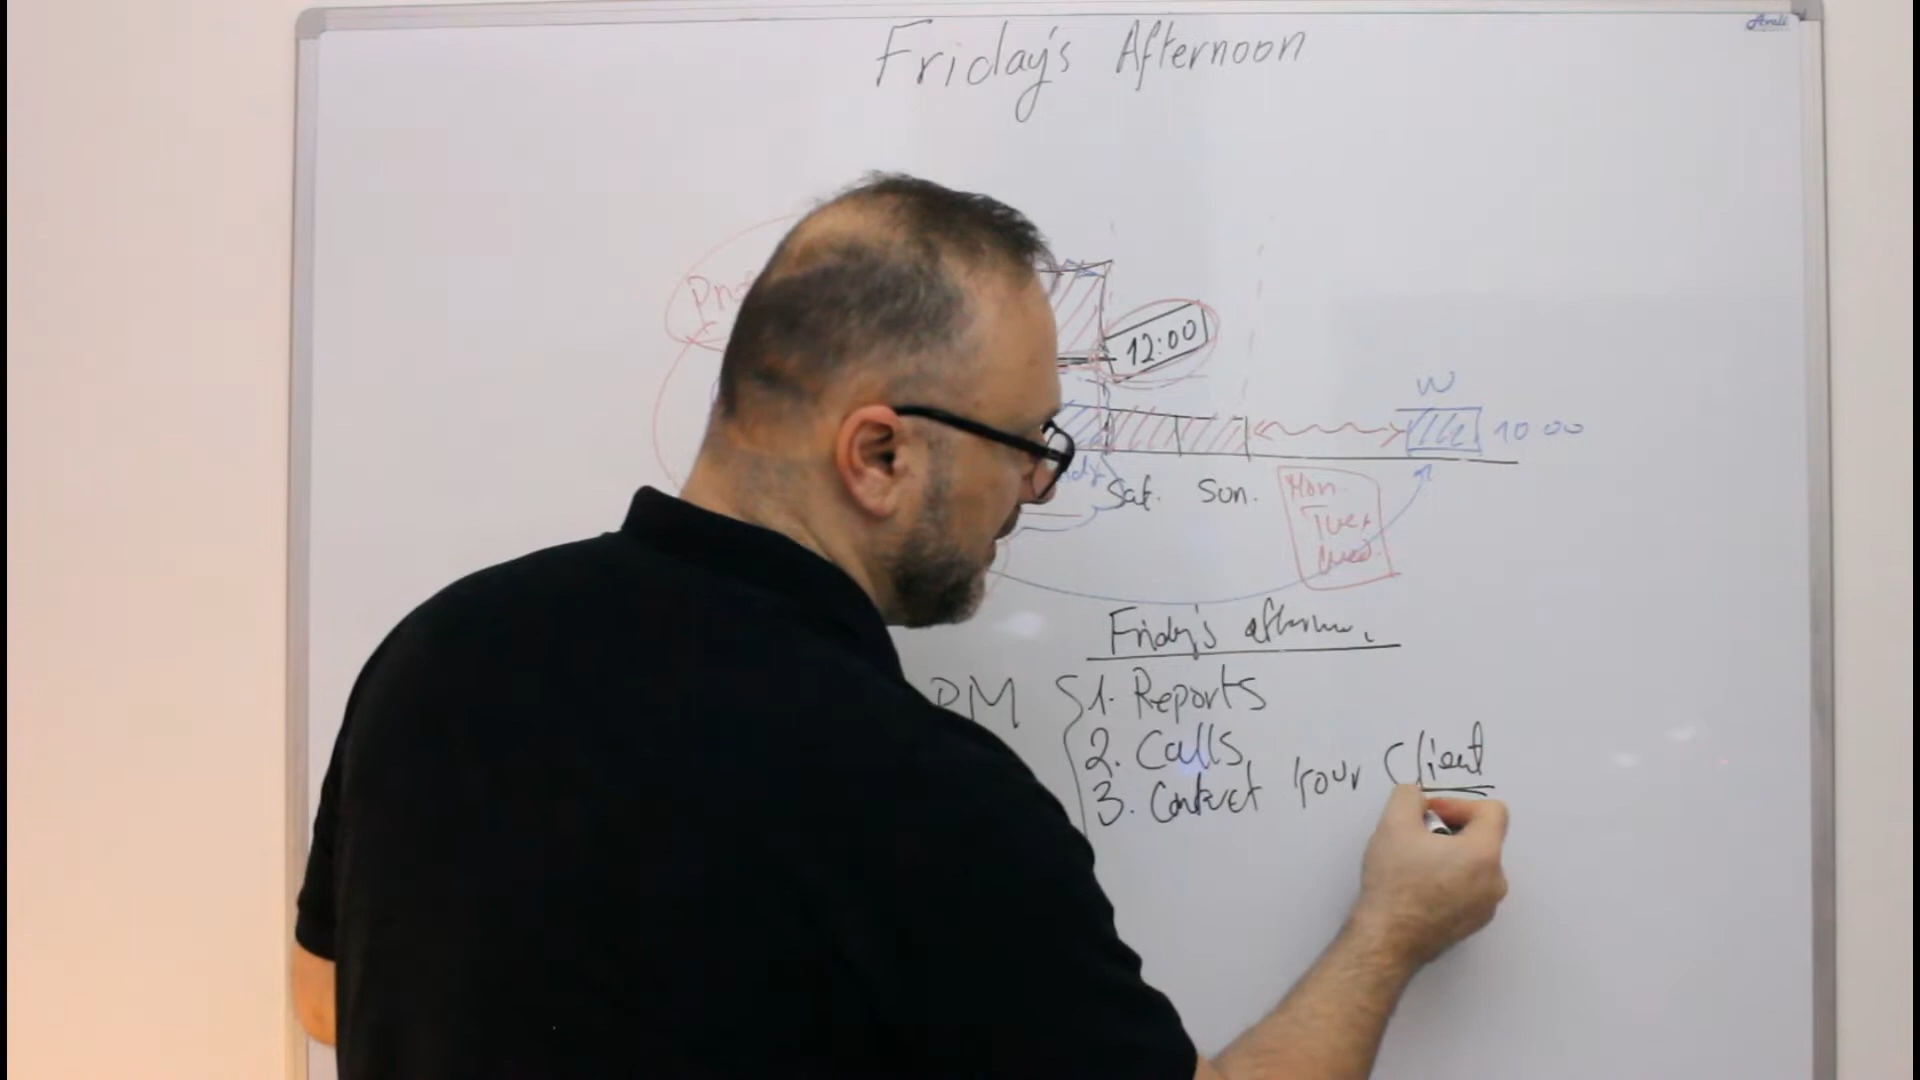 Aveli
Friday's Afternoon
12:00
W
10 00
Sat. Sun. Mon.
Tues
Wed.
Friday's
PM
1. Reports
2. Calls,
3. Contact Your Client